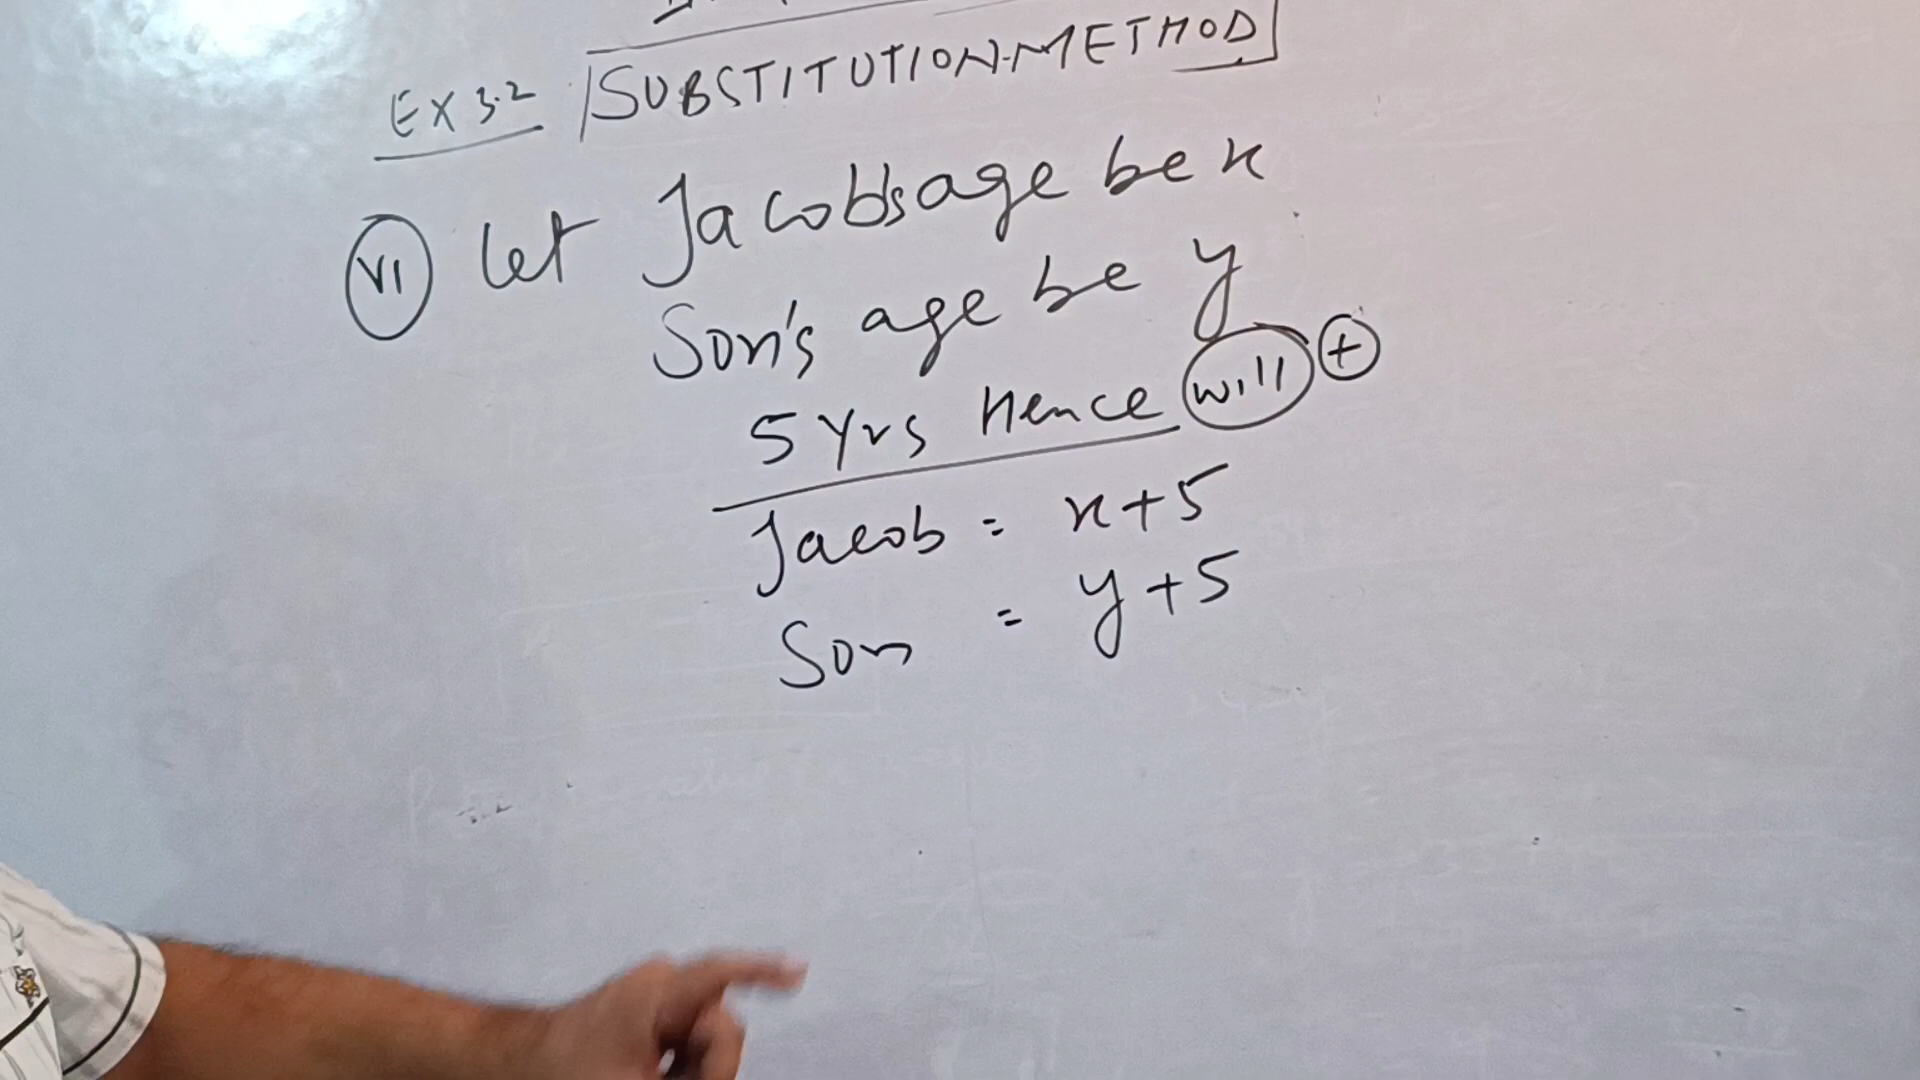 EX 3.2 SUBSTITUTION METHOD
VI let Jacob's age be x
Son's age be y
5 yrs Hence will +
Jacob = x+5
Son = y+5